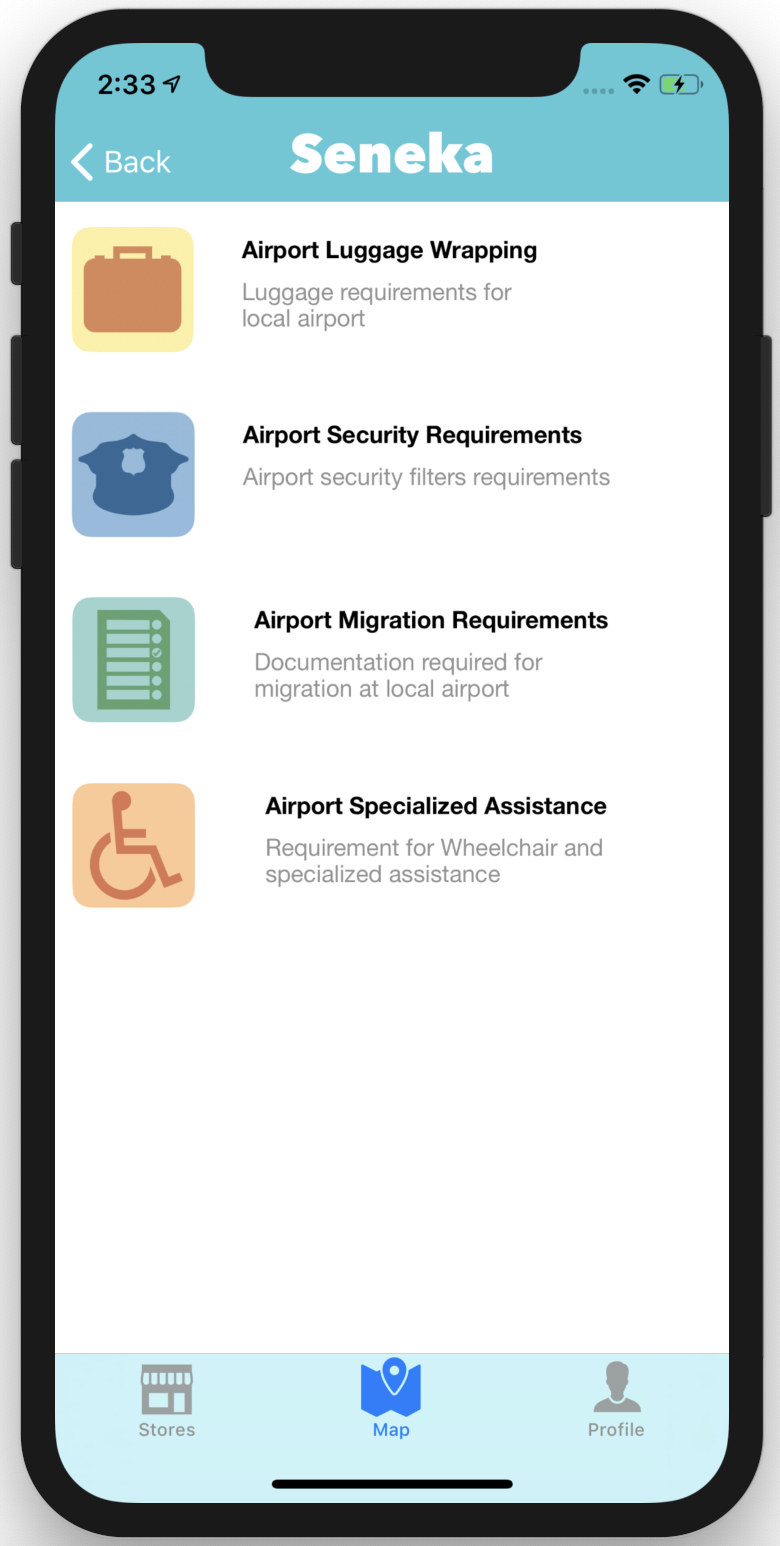 2:33
Back
Seneka
Airport Luggage Wrapping
Luggage requirements for
local airport
Airport Security Requirements
Airport security filters requirements
Airport Migration Requirements
Documentation required for
migration at local airport
Airport Specialized Assistance
Requirement for Wheelchair and
specialized assistance
Stores
Map
Profile